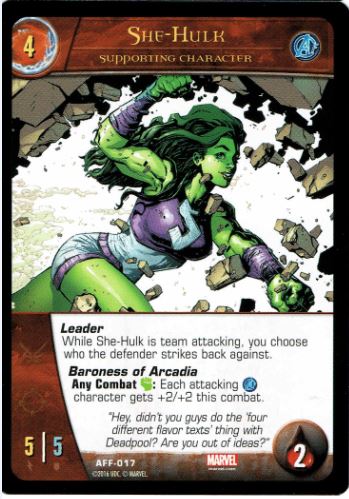 4
She-Hulk
Supporting Character
Leader
While She-Hulk is team attacking, you choose
who the defender strikes back against.
Baroness of Arcadia
Any Combat : Each attacking
character gets +2/+2 this combat.
"Hey, didn't you guys do the 'four
different flavor texts' thing with
Deadpool? Are you out of ideas?"
5 | 5
2
AFF-017
©2016 UDC. © MARVEL.
MARVEL